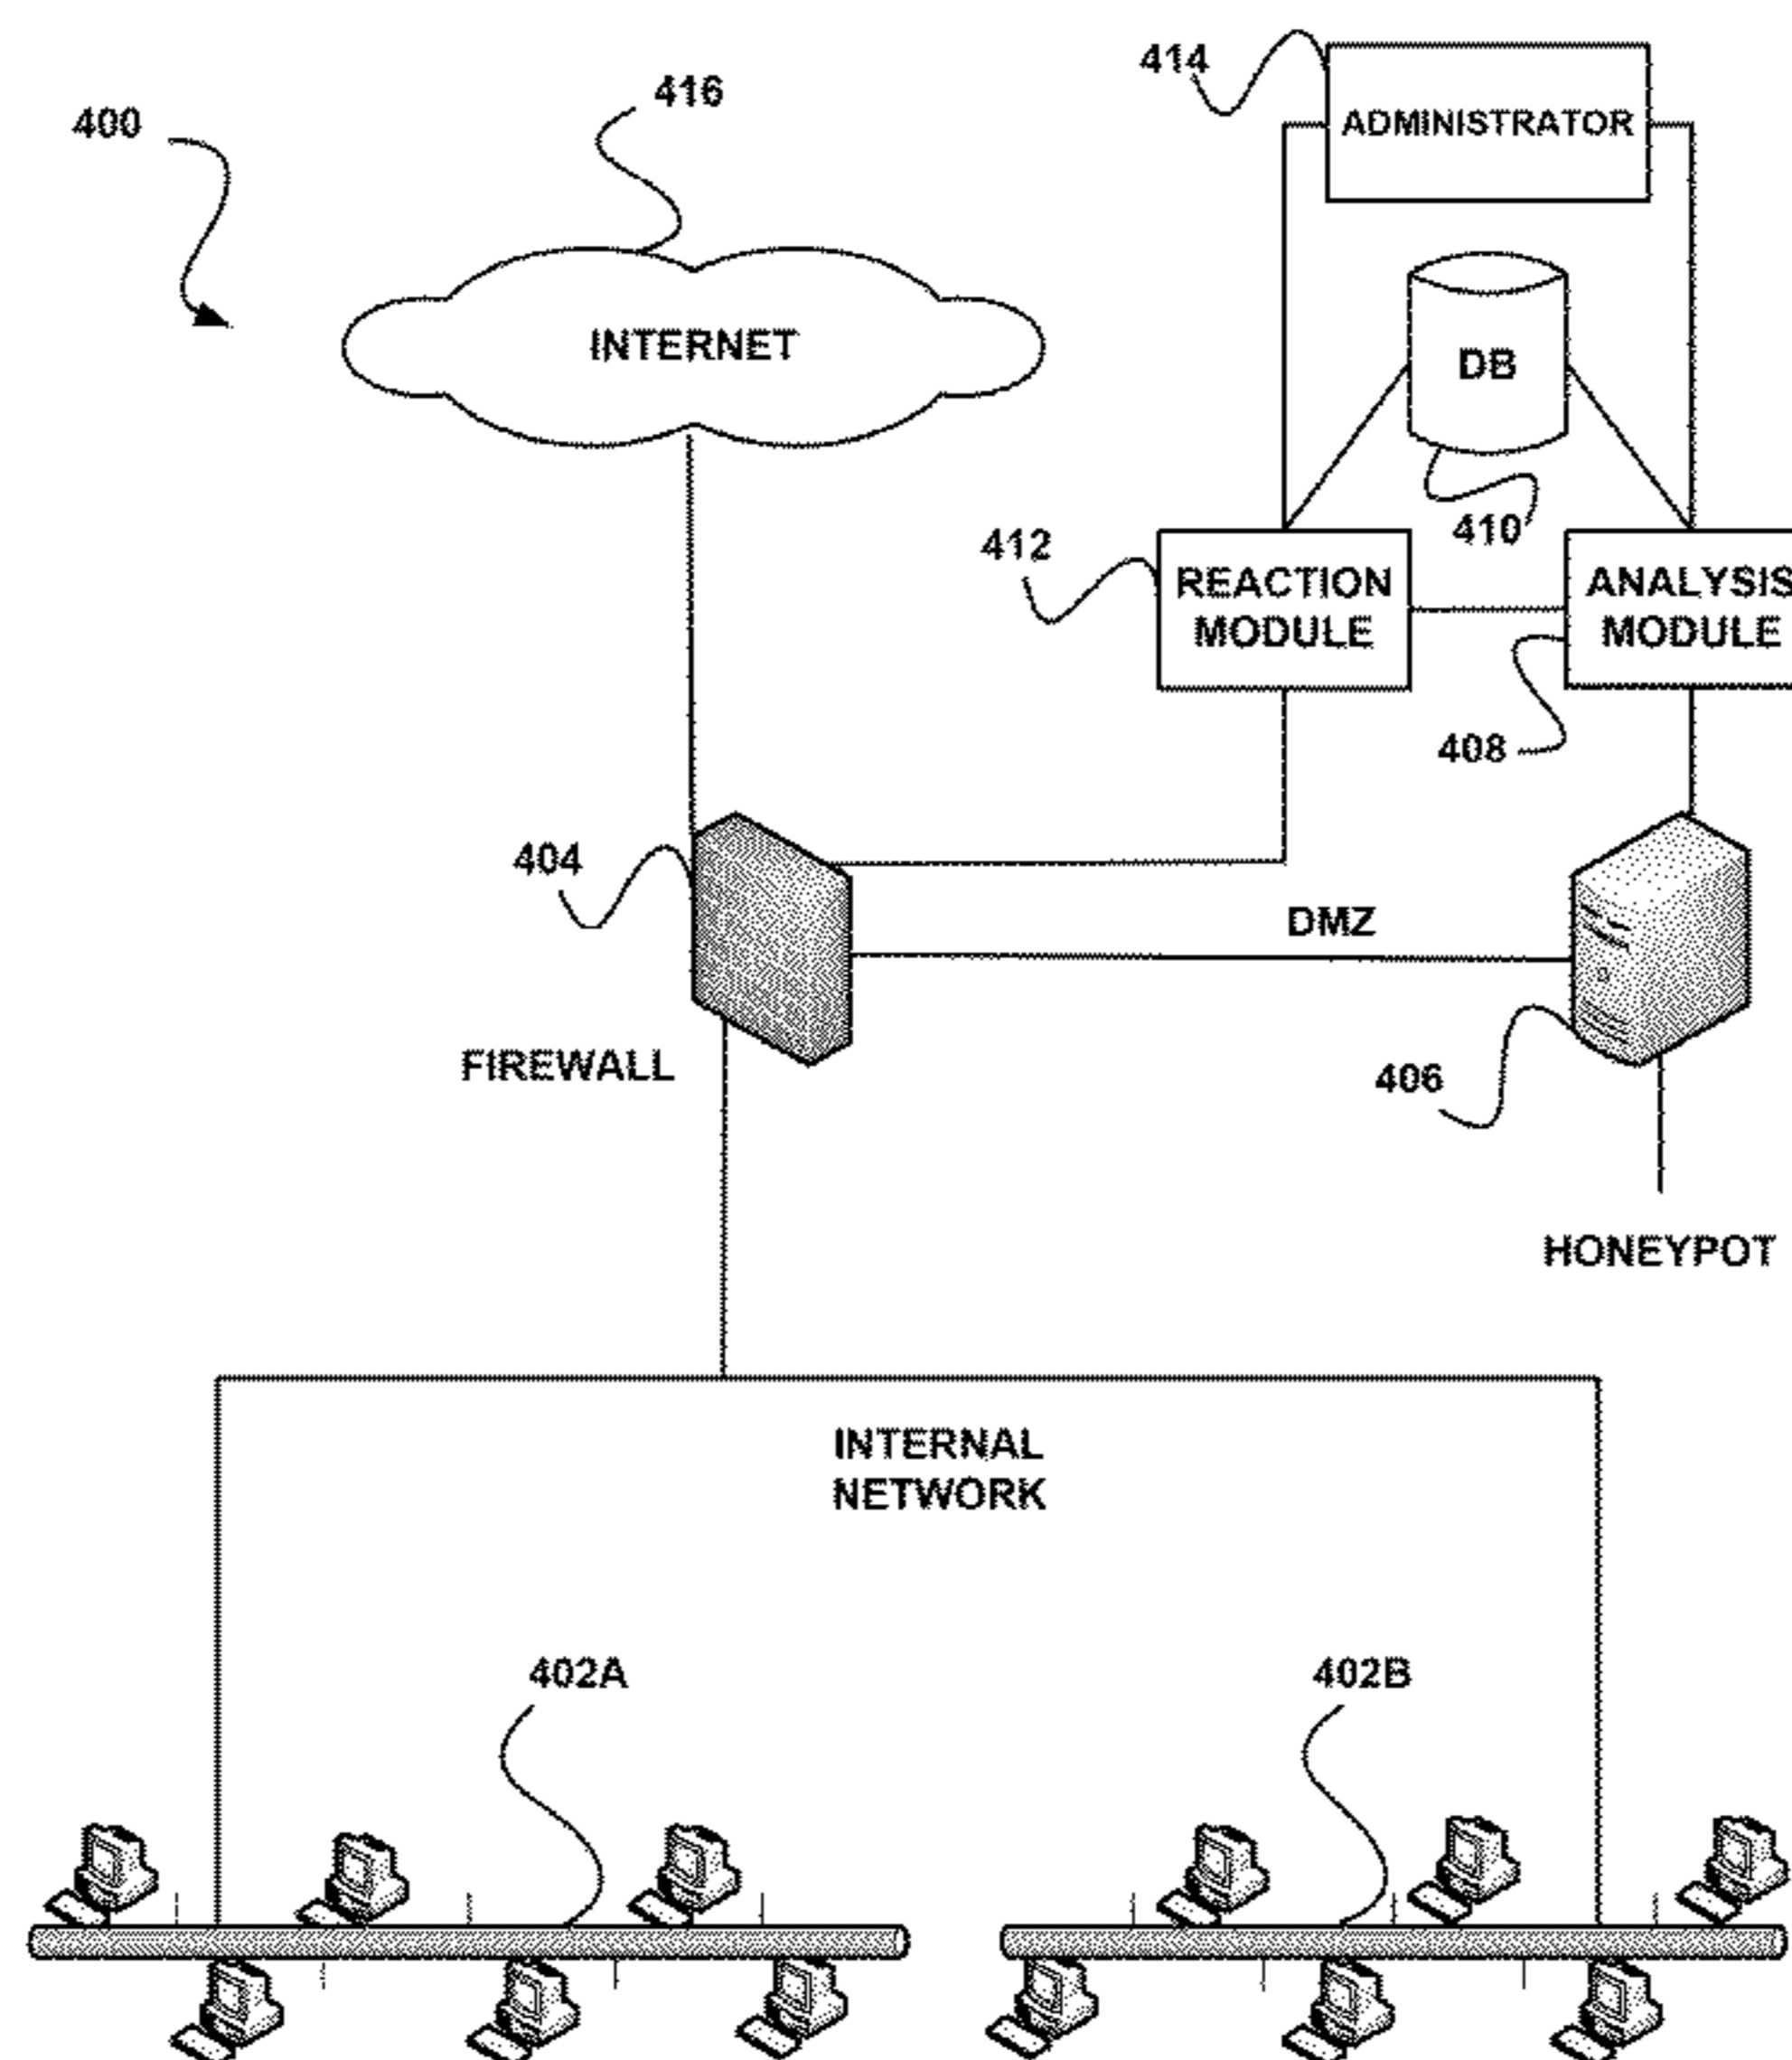 414
ADMINISTRATOR
416
400
INTERNET
DB
410
412
REACTION
MODULE
ANALYSIS
MODULE
408
404
DMZ
FIREWALL
406
HONEYPOT
INTERNAL
NETWORK
402A
402B